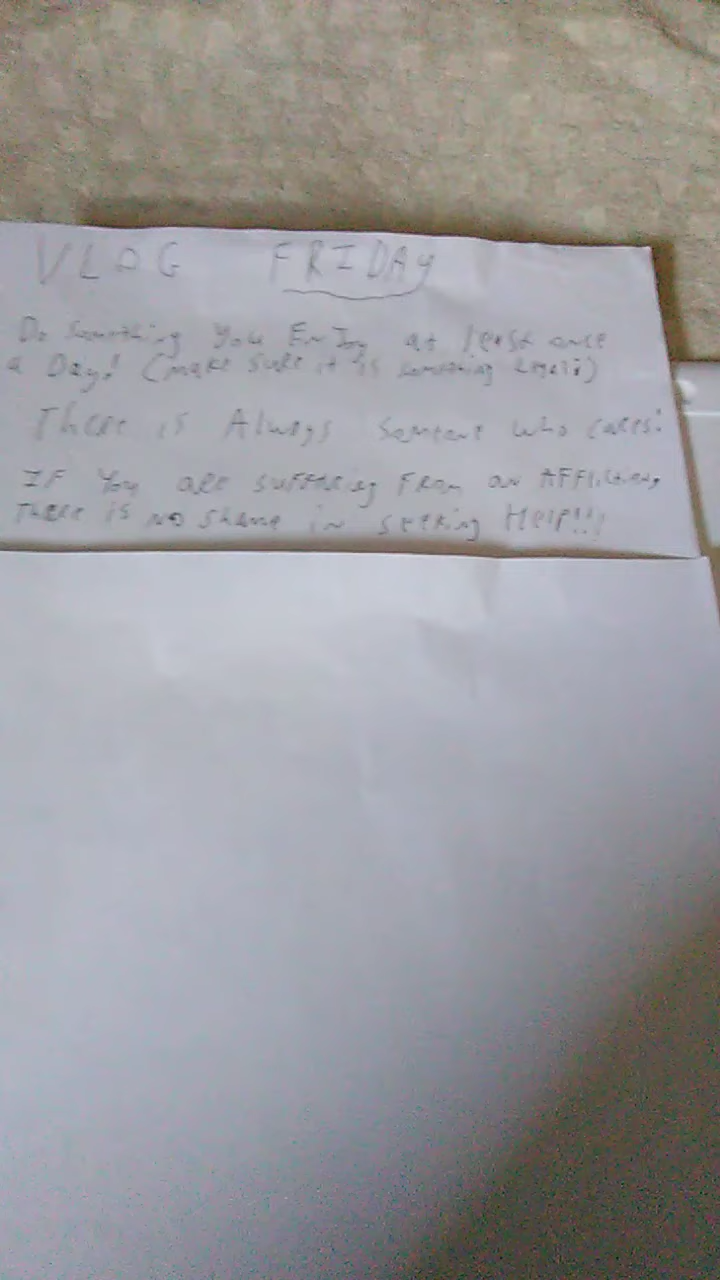 VLOG FRIDAY
Do Something You EnJoy at least once
a Day! (make sure it is something Legal!)
There is Always Someone who cares!
IF You are suffering From an AFFlictiong
There is no shame in seeking Help!!!